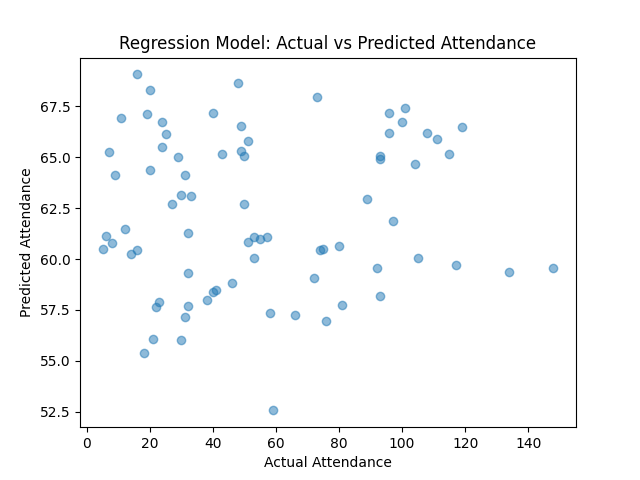 Regression Model: Actual vs Predicted Attendance
Predicted Attendance
67.5
65.0
62.5
60.0
57.5
55.0
52.5
0 20 40 60 80 100 120 140
Actual Attendance